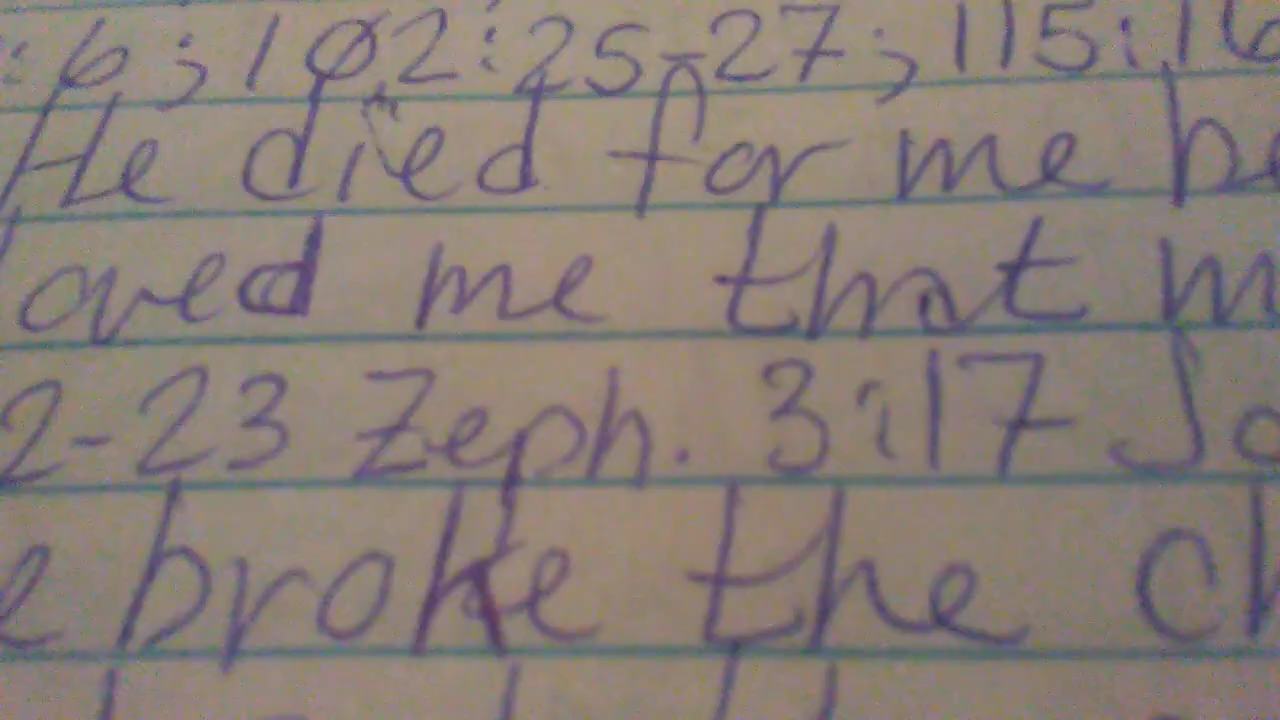 :6; 102:25-27; 115:16
He died for me be
oved me that m
2-23 Zeph. 3:17 Jo
e broke the ch